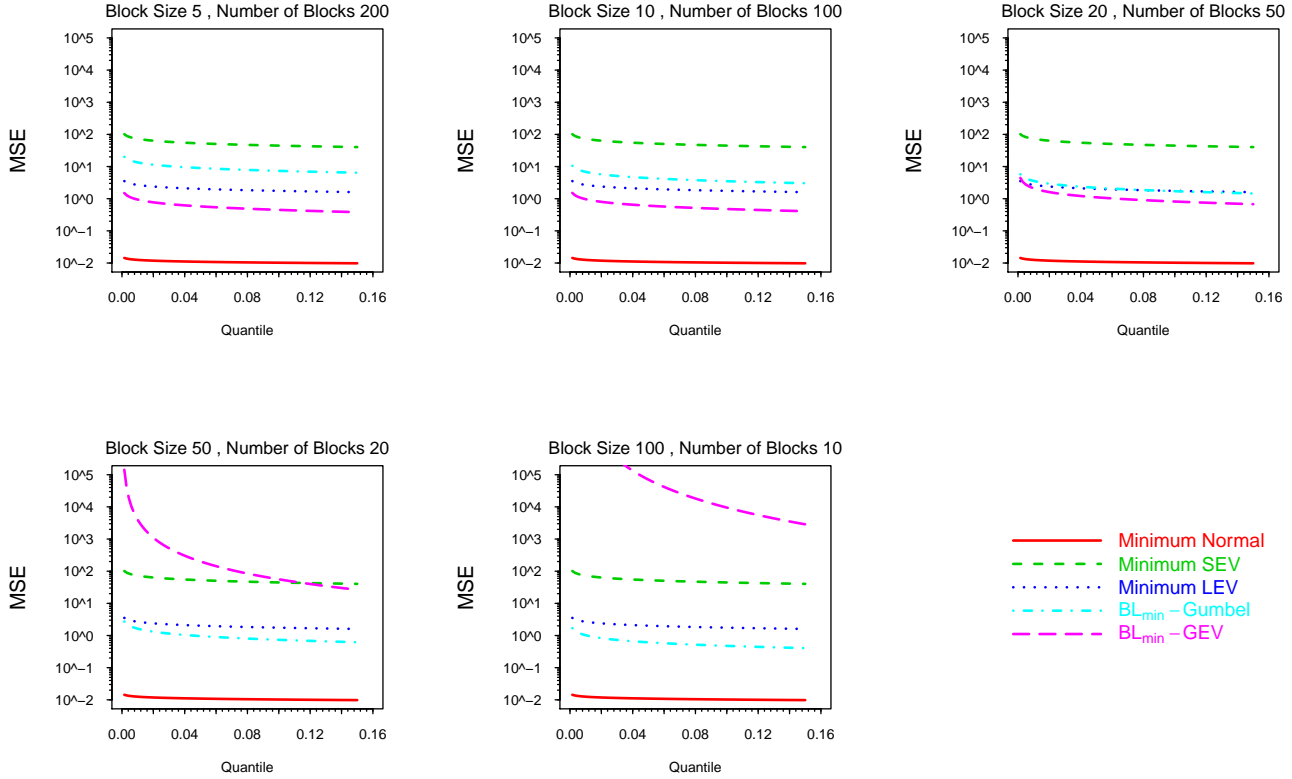 Block Size 5 , Number of Blocks 200
10^5
10^4
10^3
10^2
10^1
10^0
10^−1
10^−2
MSE
0.00 0.04 0.08 0.12 0.16
Quantile
Block Size 10 , Number of Blocks 100
10^5
10^4
10^3
10^2
10^1
10^0
10^−1
10^−2
MSE
0.00 0.04 0.08 0.12 0.16
Quantile
Block Size 20 , Number of Blocks 50
10^5
10^4
10^3
10^2
10^1
10^0
10^−1
10^−2
MSE
0.00 0.04 0.08 0.12 0.16
Quantile
Block Size 50 , Number of Blocks 20
10^5
10^4
10^3
10^2
10^1
10^0
10^−1
10^−2
MSE
0.00 0.04 0.08 0.12 0.16
Quantile
Block Size 100 , Number of Blocks 10
10^5
10^4
10^3
10^2
10^1
10^0
10^−1
10^−2
MSE
0.00 0.04 0.08 0.12 0.16
Quantile
Minimum Normal
Minimum SEV
Minimum LEV
BLmin−Gumbel
BLmin−GEV